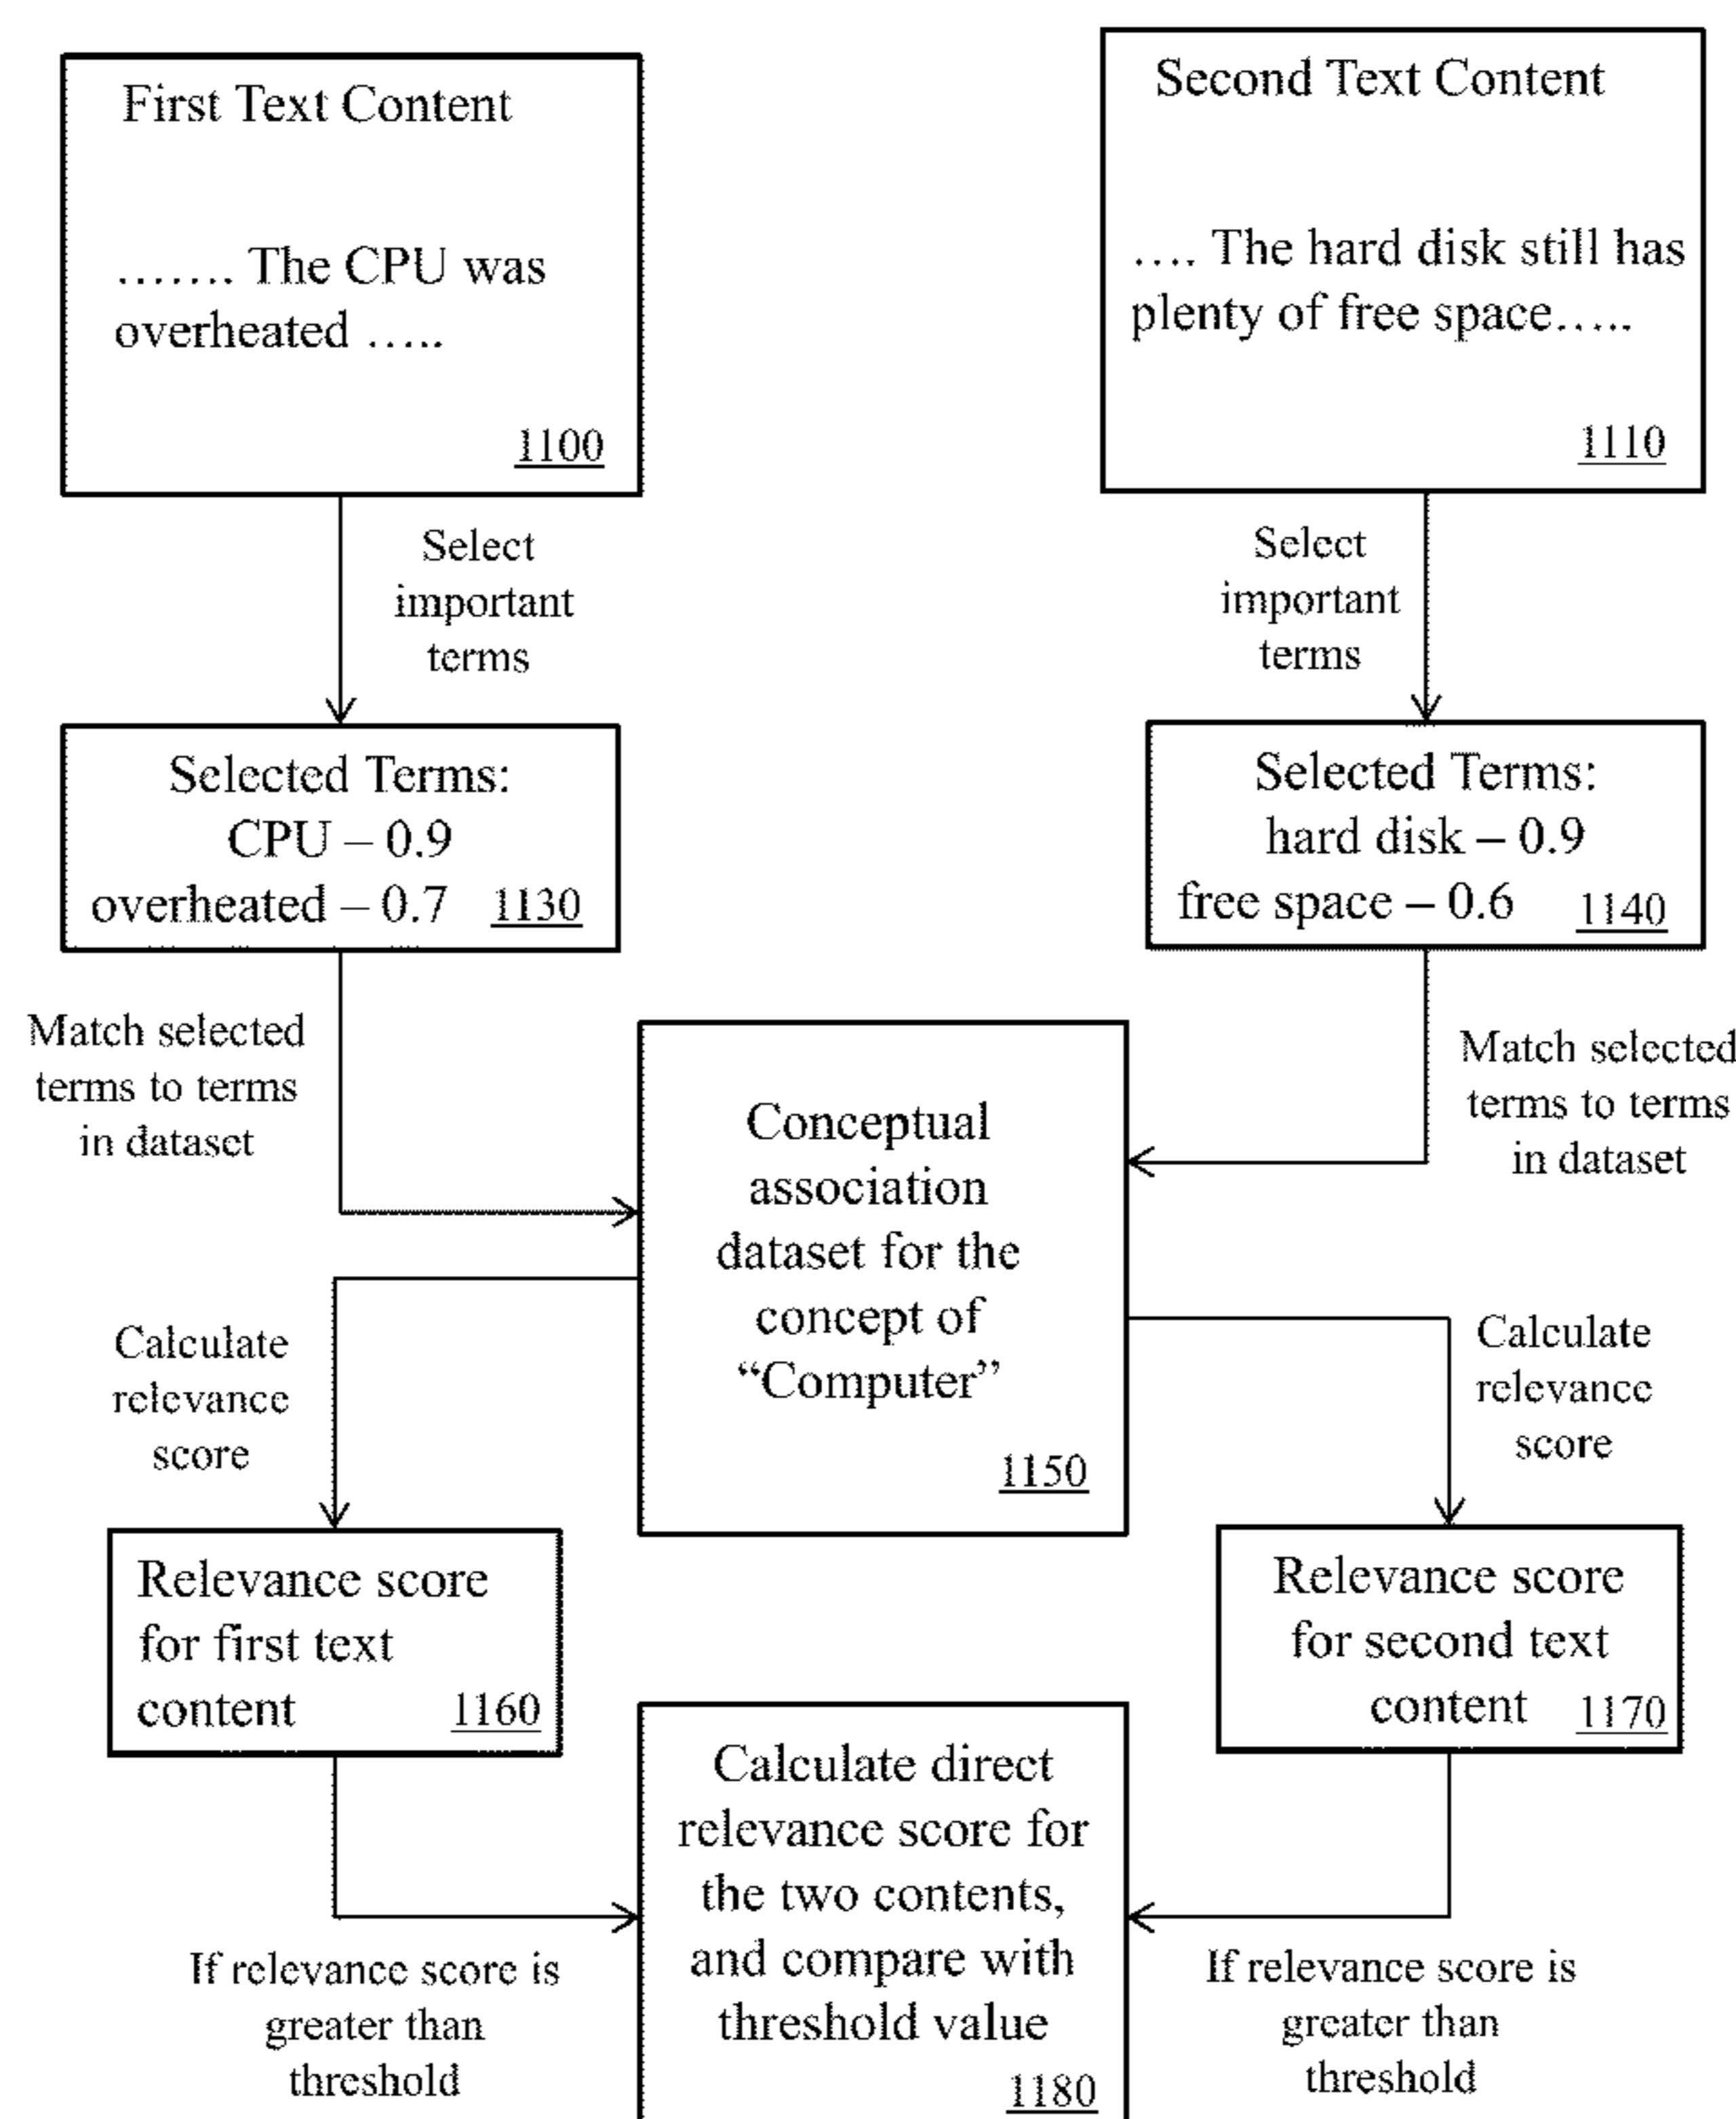 First Text Content
....... The CPU was
overheated .....
1100
Second Text Content
.... The hard disk still has
plenty of free space.....
1110
Select
important
terms
Select
important
terms
Selected Terms:
CPU – 0.9
overheated – 0.7 1130
Selected Terms:
hard disk – 0.9
free space – 0.6 1140
Match selected
terms to terms
in dataset
Match selected
terms to terms
in dataset
Conceptual
association
dataset for the
concept of
“Computer”
1150
Calculate
relevance
score
Calculate
relevance
score
Relevance score
for first text
content 1160
Relevance score
for second text
content 1170
Calculate direct
relevance score for
the two contents,
and compare with
threshold value
1180
If relevance score is
greater than
threshold
If relevance score is
greater than
threshold